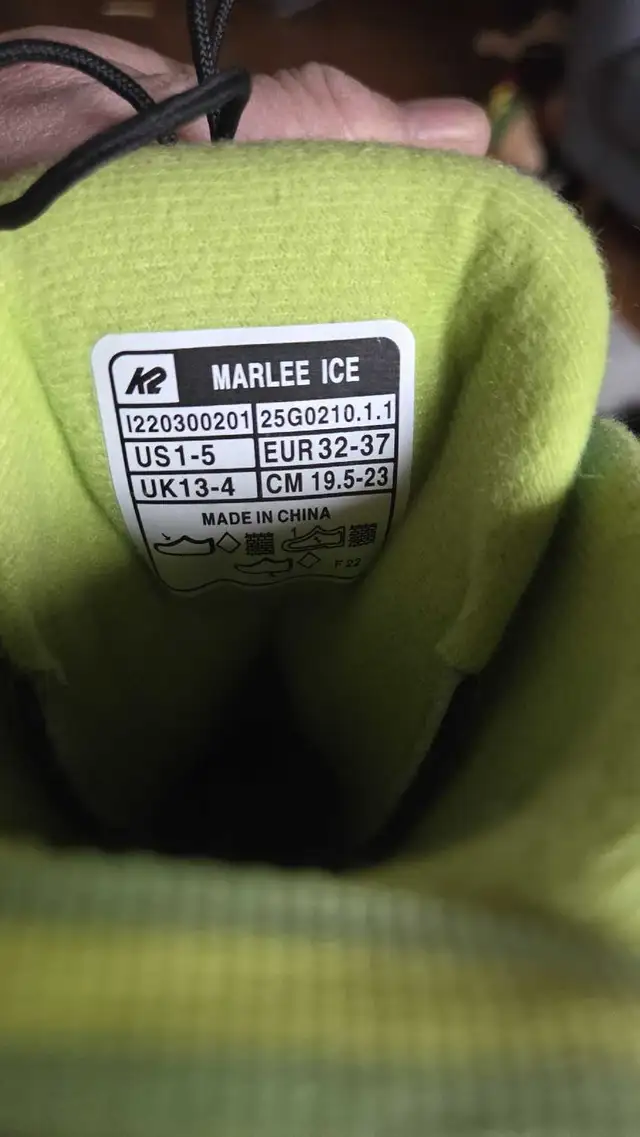 K2 MARLEE ICE
I220300201 25G0210.1.1
US1-5 EUR 32-37
UK13-4 CM 19.5-23
MADE IN CHINA
F 22